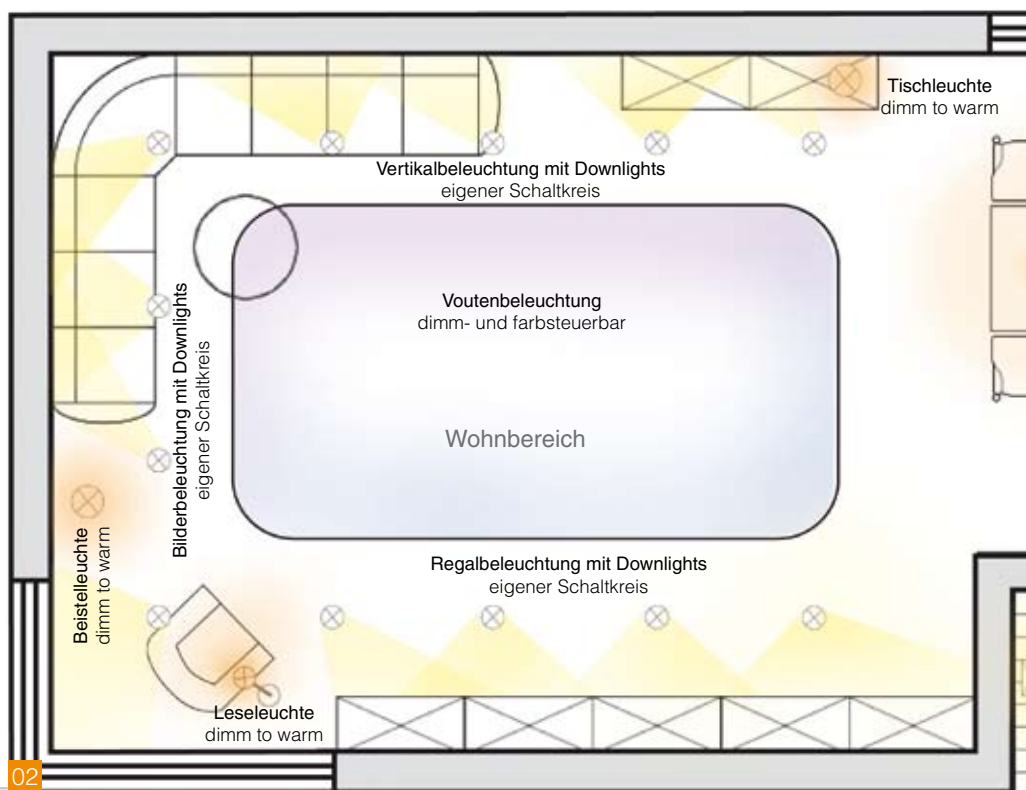 Tischleuchte
dimm to warm
Vertikalbeleuchtung mit Downlights
eigener Schaltkreis
Voutenbeleuchtung
dimm- und farbsteuerbar
Bilderbeleuchtung mit Downlights
eigener Schaltkreis
Wohnbereich
Beistelleuchte
dimm to warm
Regalbeleuchtung mit Downlights
eigener Schaltkreis
Leseleuchte
dimm to warm
02